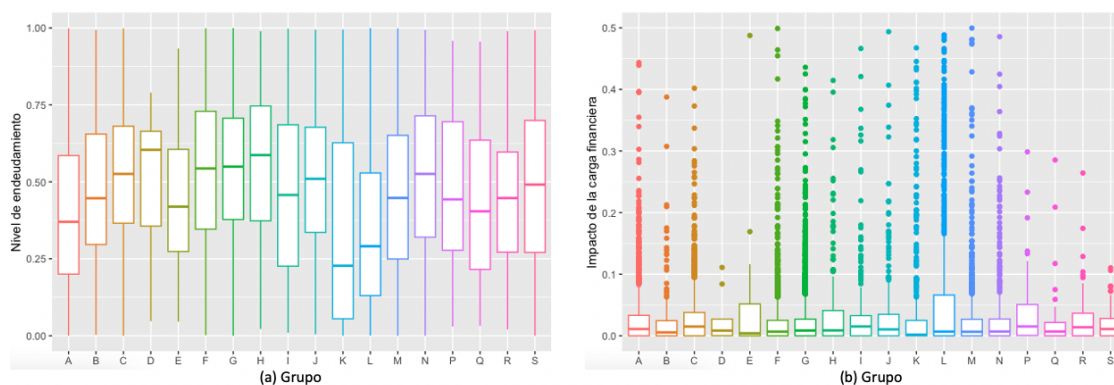 1.00
0.75
0.50
0.25
0.00
Nivel de endeudamiento
A B C D E F G H I J K L M N P Q R S
(a) Grupo
0.5
0.4
0.3
0.2
0.1
0.0
Impacto de la carga financiera
A B C D E F G H I J K L M N P Q R S
(b) Grupo